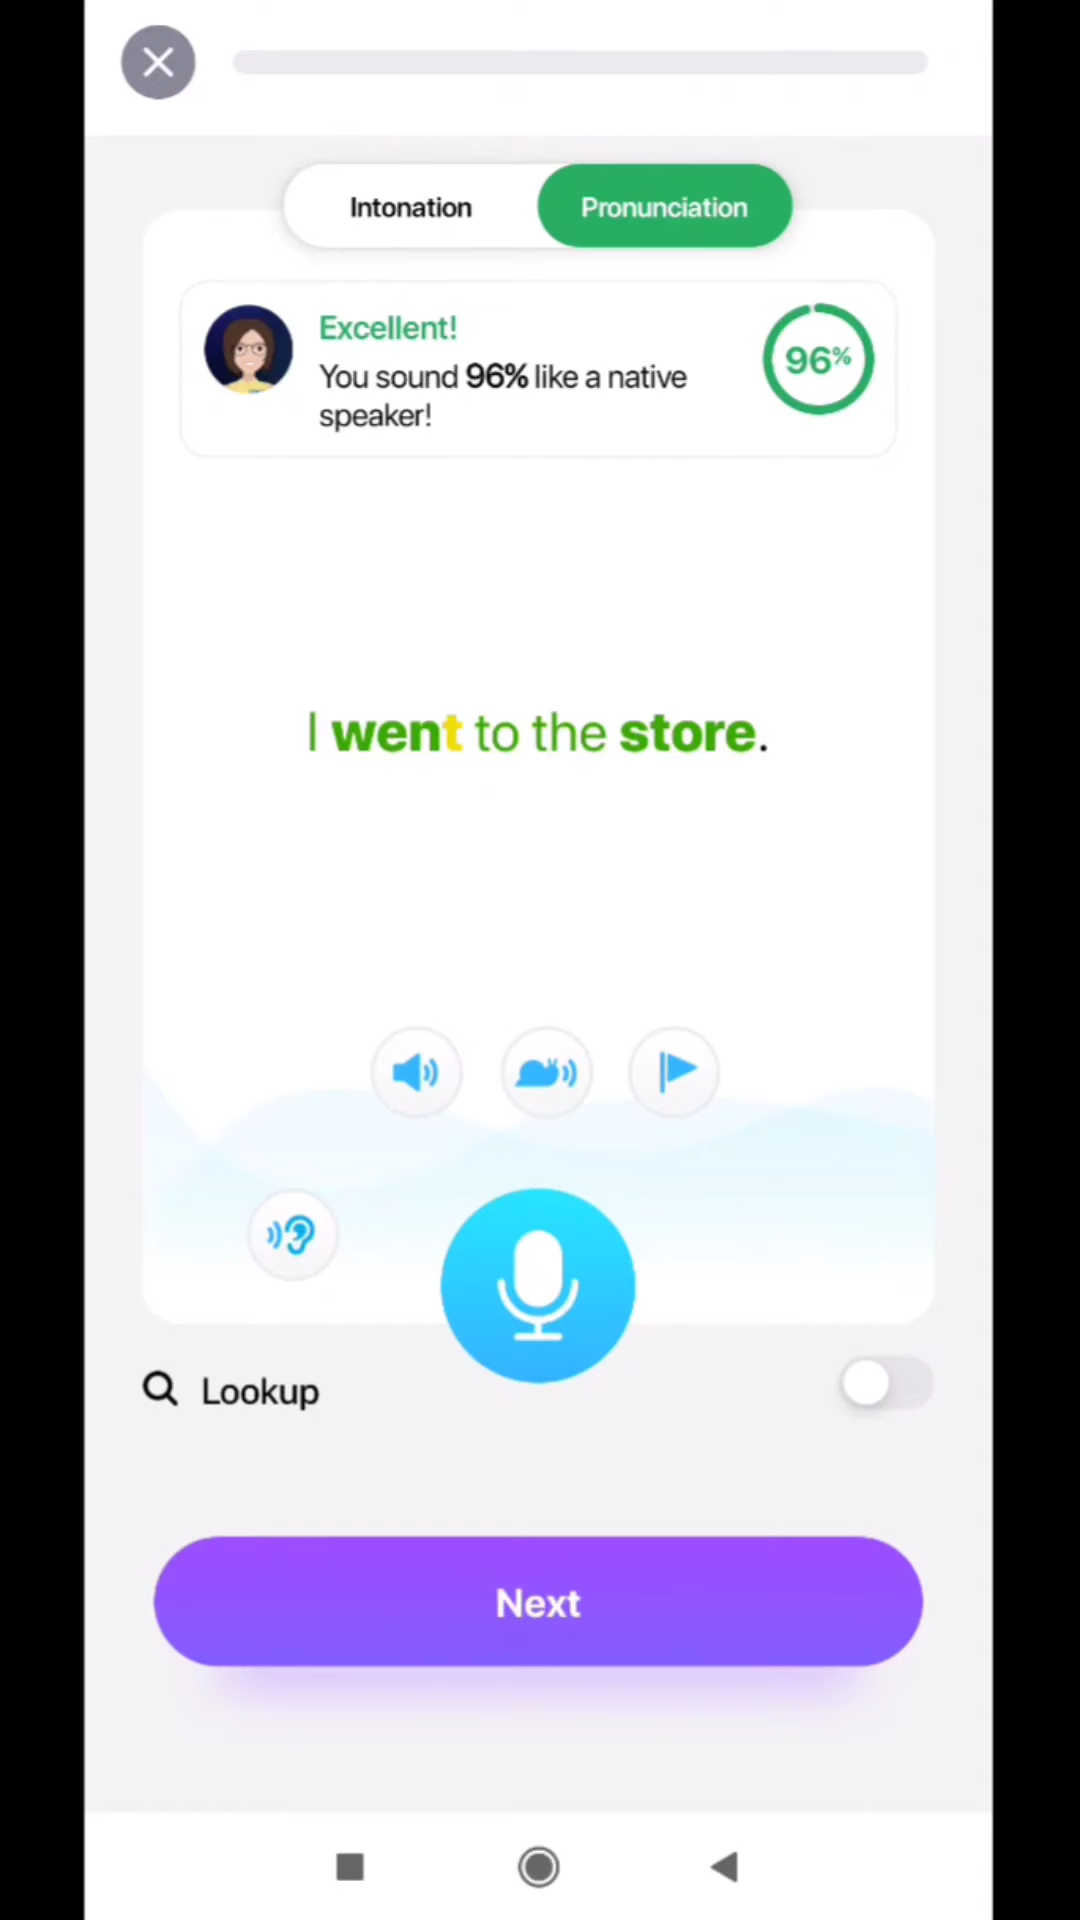 Intonation
Pronunciation
Excellent!
You sound 96% like a native
speaker!
96%
I went to the store.
Lookup
Next